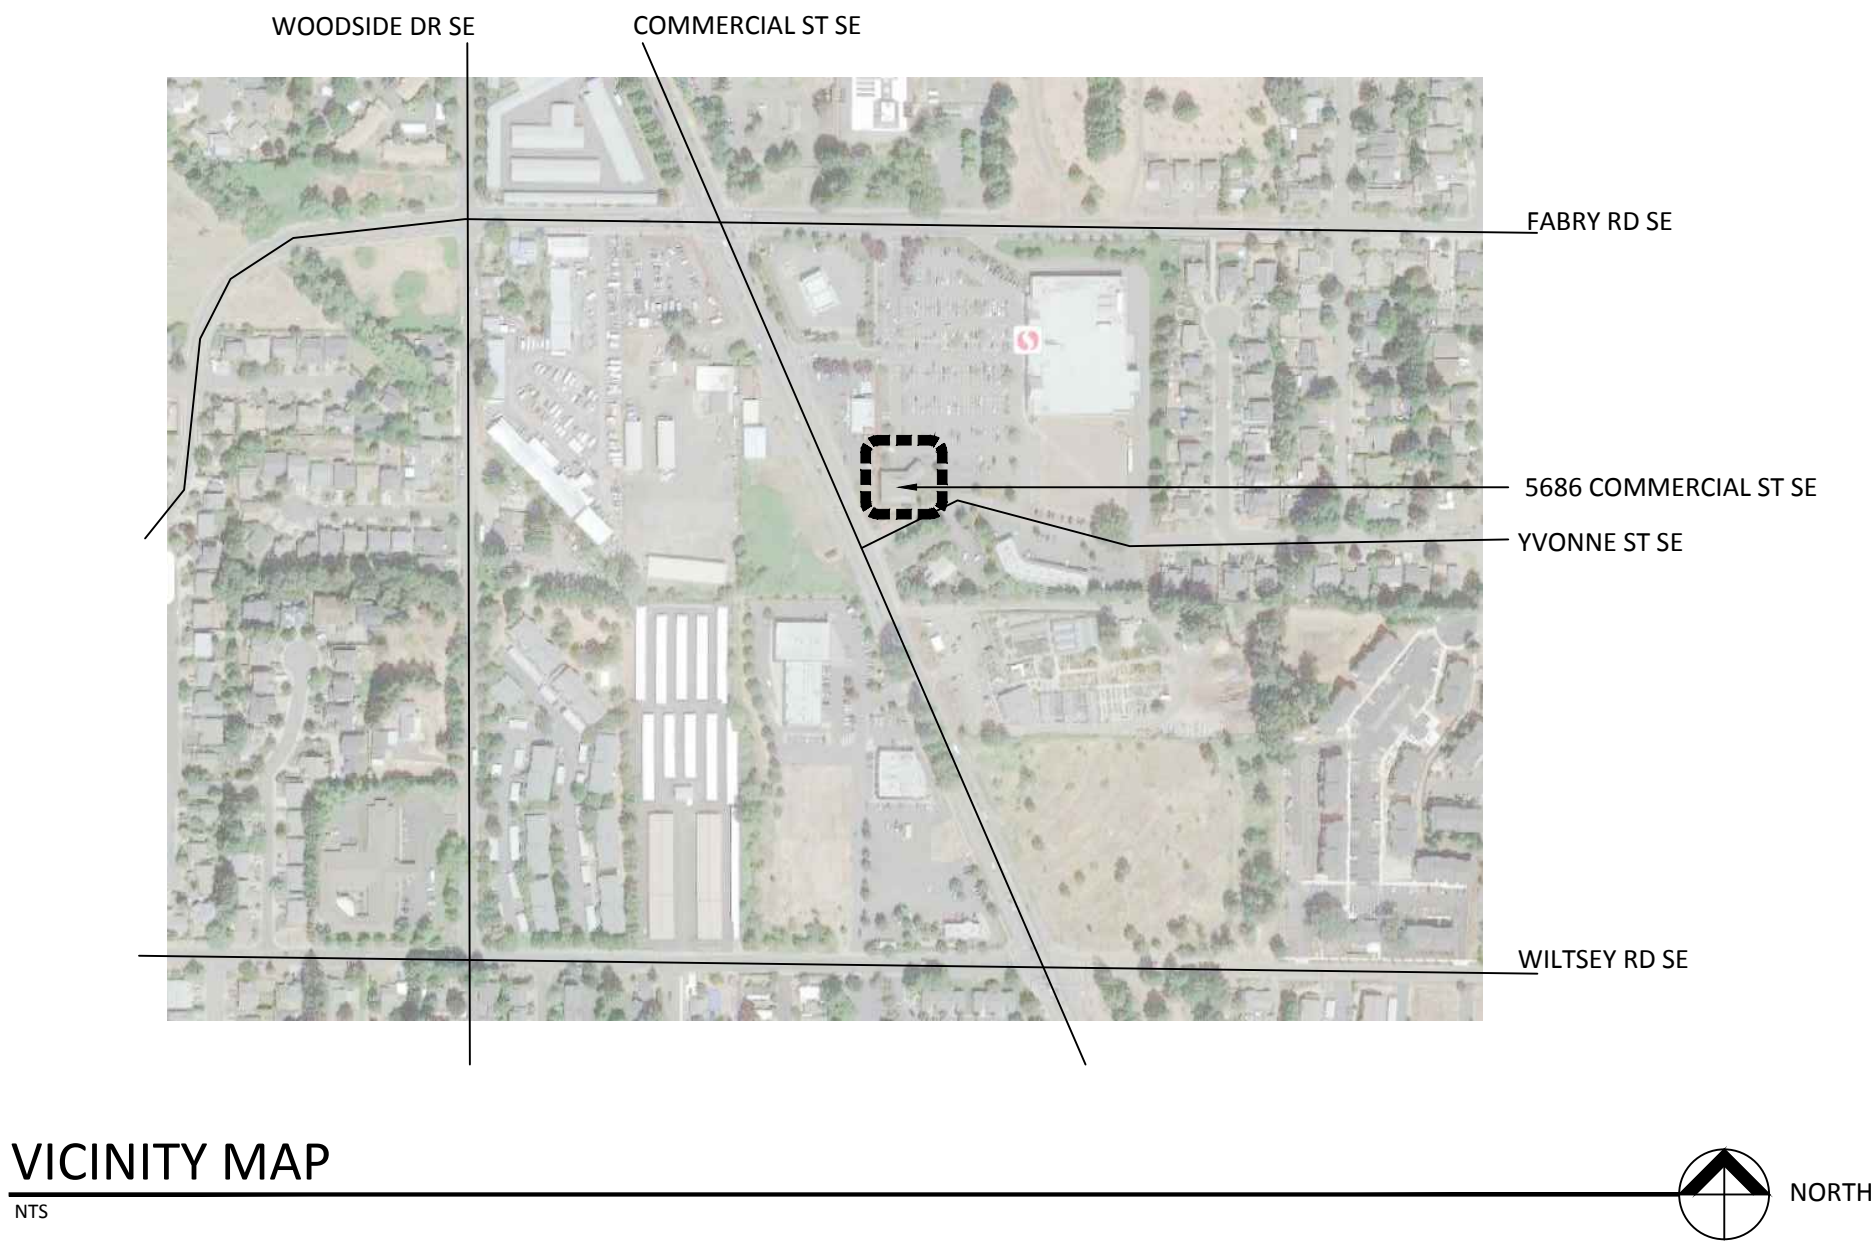 WOODSIDE DR SE
COMMERCIAL ST SE
FABRY RD SE
5686 COMMERCIAL ST SE
YVONNE ST SE
WILTSEY RD SE
VICINITY MAP
NTS
NORTH